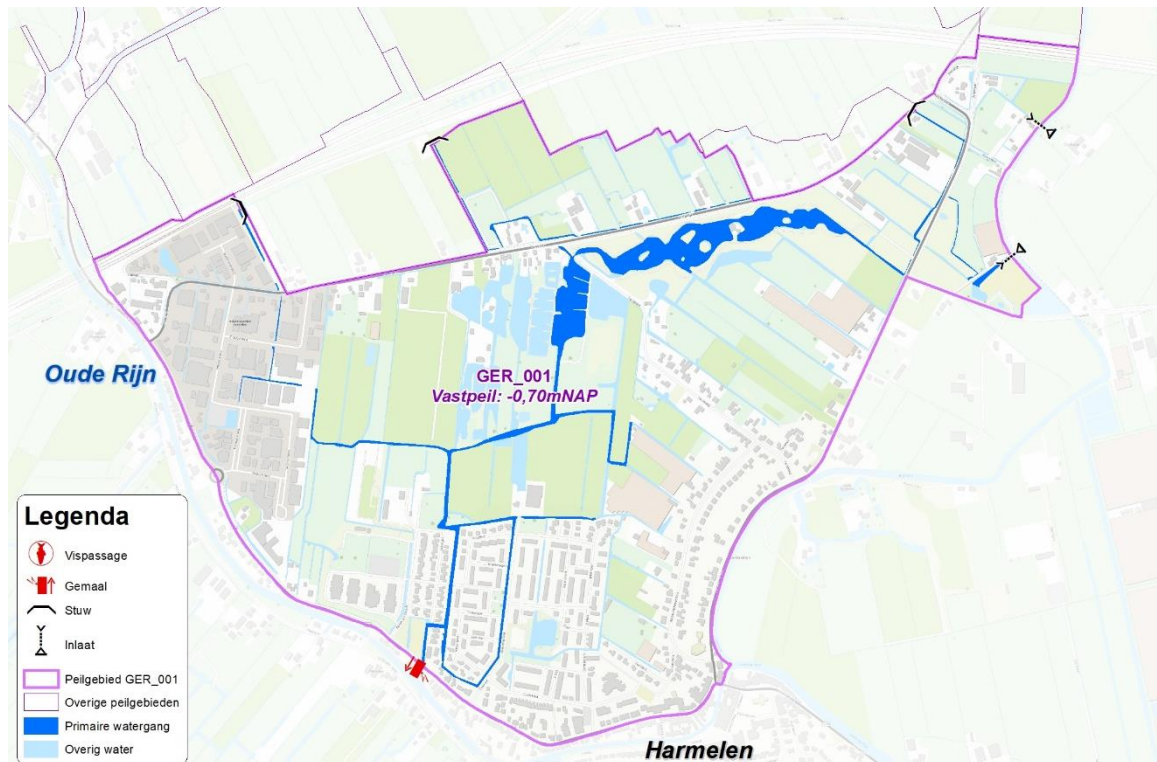 Oude Rijn
GER_001
Vastpeil: -0,70mNAP
Harmelen
Legenda
Vispassage
Gemaal
Stuw
Inlaat
Peilgebied GER_001
Overige peilgebieden
Primaire watergang
Overig water